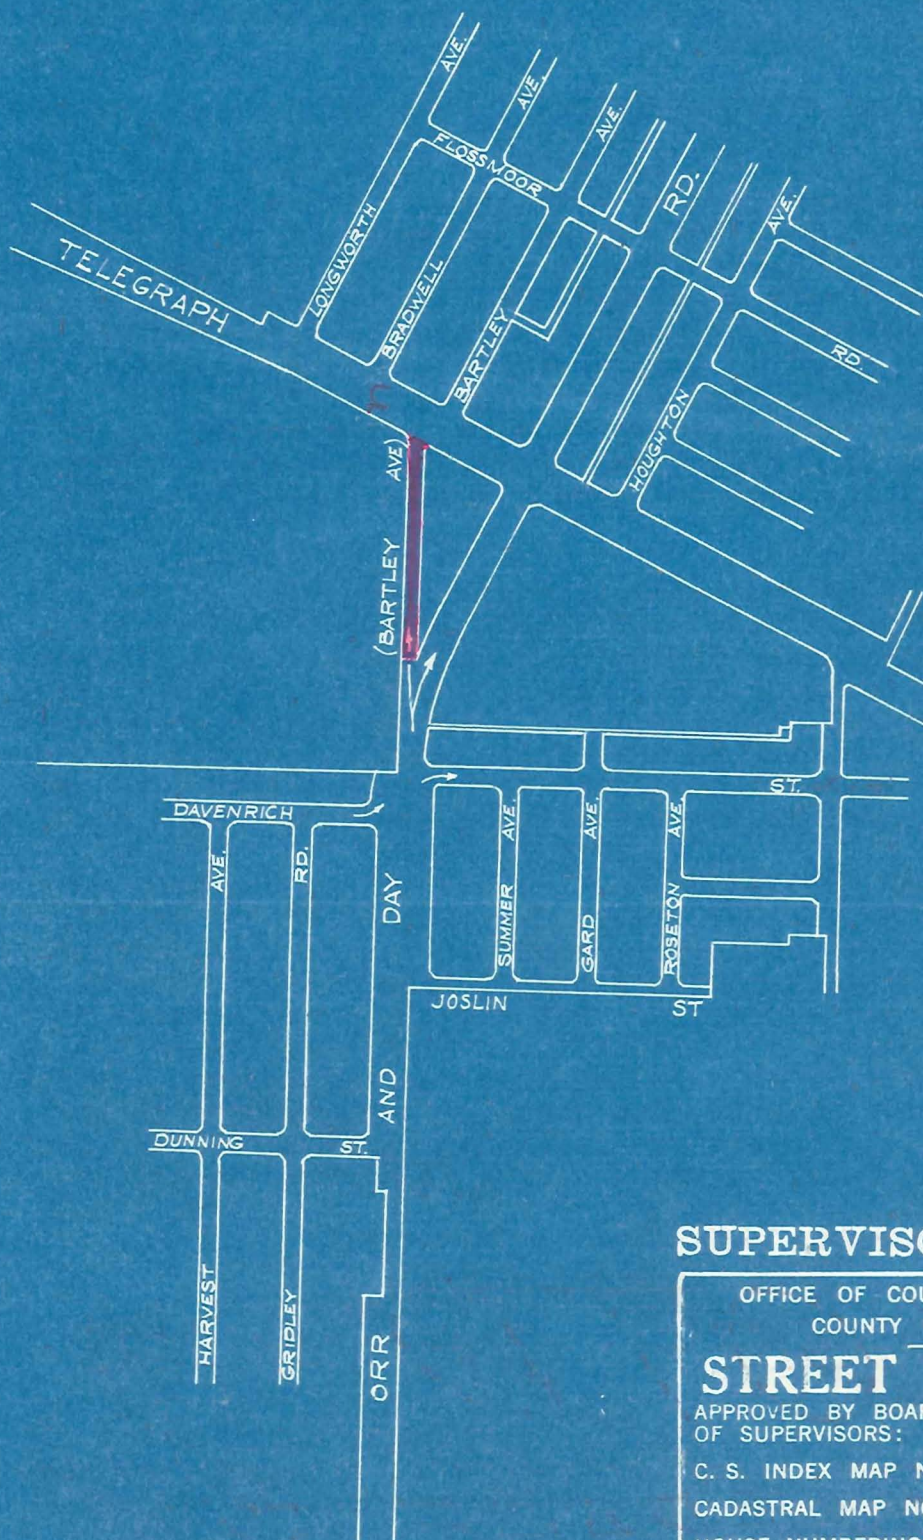 AVE.
AVE.
AVE.
FLOSSMOOR
RD.
AVE.
LONGWORTH
TELEGRAPH
BRADWELL
BARTLEY
RD.
HOUGHTON
(BARTLEY AVE)
ST.
DAVENRICH
AVE.
RD.
DAY
SUMMER AVE.
GARD AVE.
ROSETON AVE
JOSLIN ST
AND
DUNNING ST.
HARVEST
GRIDLEY
ORR
SUPERVISO
OFFICE OF COU
COUNTY
STREET
APPROVED BY BOAR
OF SUPERVISORS:
C. S. INDEX MAP N
CADASTRAL MAP NO